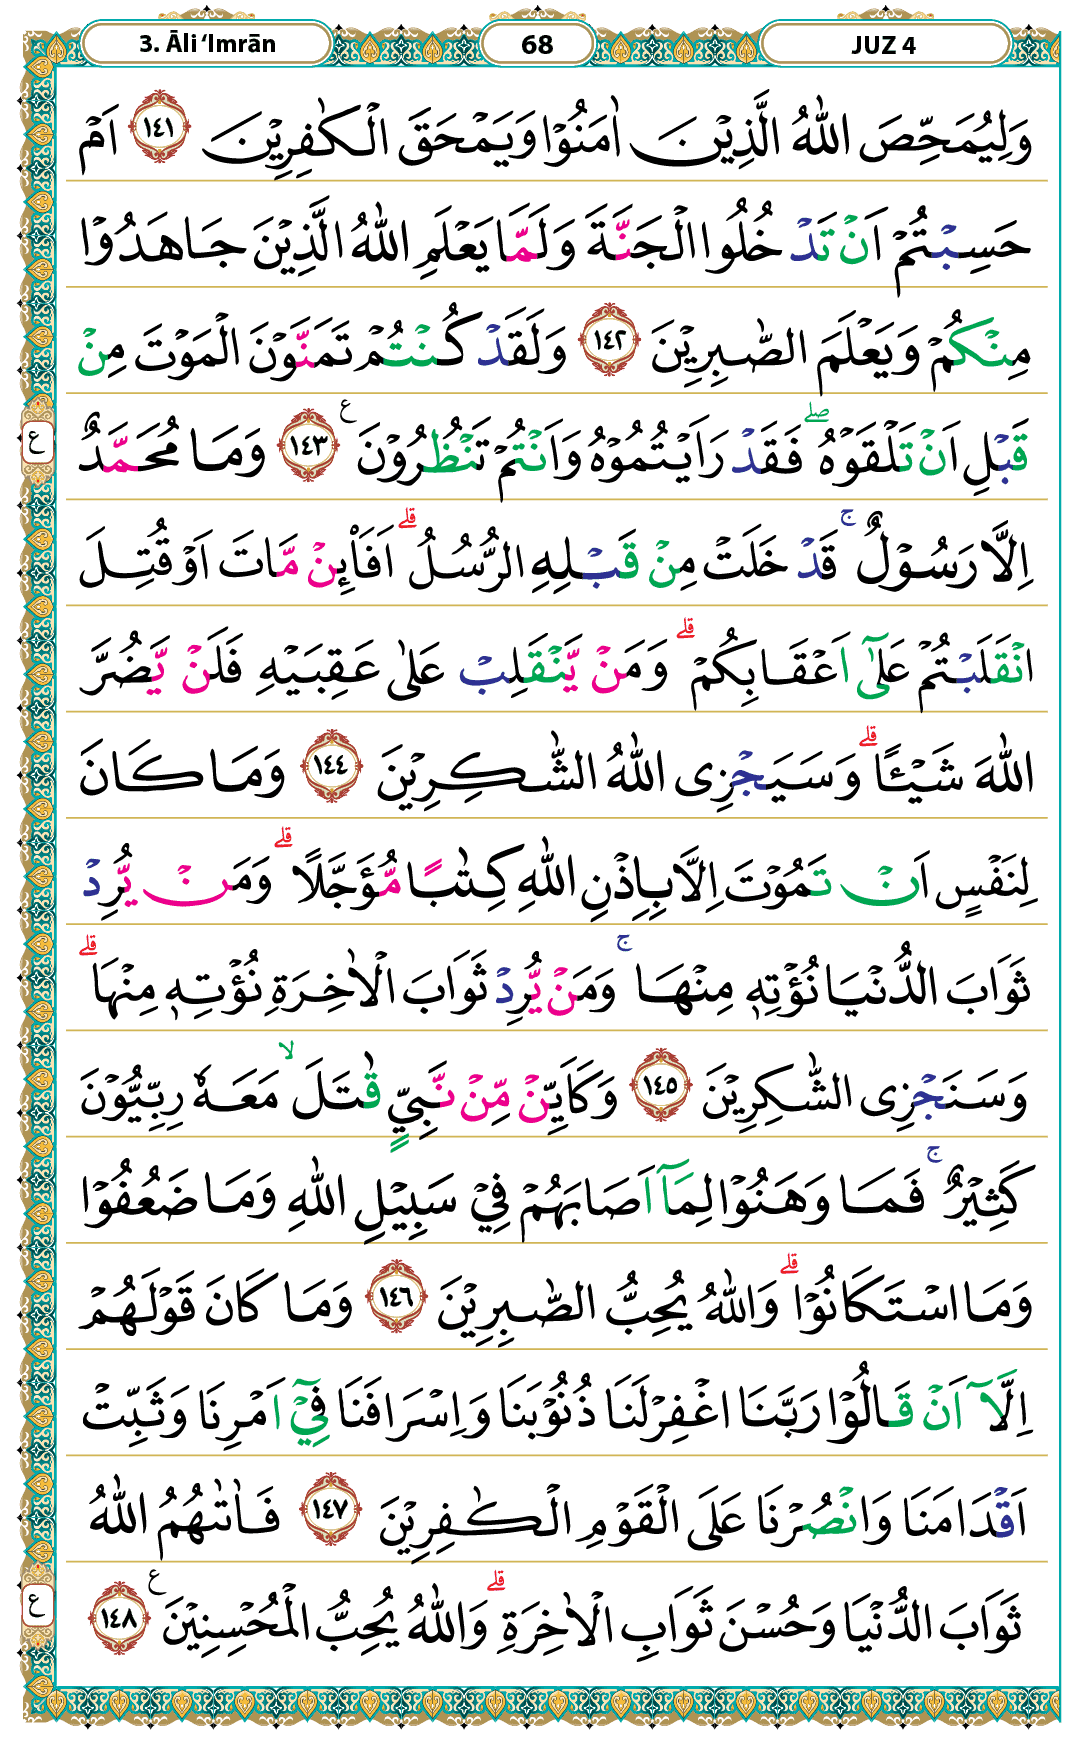 3. Āli ‘Imrān
68
JUZ 4
وَلِيُمَحِّصَ اللّٰهُ الَّذِيْنَ اٰمَنُوْا وَيَمْحَقَ الْكٰفِرِيْنَ ١٤١ اَمْ
حَسِبْتُمْ اَنْ تَدْخُلُوا الْجَنَّةَ وَلَمَّا يَعْلَمِ اللّٰهُ الَّذِيْنَ جَاهَدُوْا
مِنْكُمْ وَيَعْلَمَ الصّٰبِرِيْنَ ١٤٢ وَلَقَدْ كُنْتُمْ تَمَنَّوْنَ الْمَوْتَ مِنْ
ع قَبْلِ اَنْ تَلْقَوْهُ ۖ فَقَدْ رَاَيْتُمُوْهُ وَاَنْتُمْ تَنْظُرُوْنَ ع ١٤٣ وَمَا مُحَمَّدٌ
اِلَّا رَسُوْلٌ ۚ قَدْ خَلَتْ مِنْ قَبْلِهِ الرُّسُلُ ۗ اَفَا۟ىِٕنْ مَّاتَ اَوْ قُتِلَ
انْقَلَبْتُمْ عَلٰٓى اَعْقَابِكُمْ ۗ وَمَنْ يَّنْقَلِبْ عَلٰى عَقِبَيْهِ فَلَنْ يَّضُرَّ
اللّٰهَ شَيْـًٔا ۗ وَسَيَجْزِى اللّٰهُ الشّٰكِرِيْنَ ١٤٤ وَمَا كَانَ
لِنَفْسٍ اَنْ تَمُوْتَ اِلَّا بِاِذْنِ اللّٰهِ كِتٰبًا مُّؤَجَّلًا ۗ وَمَنْ يُّرِدْ
ثَوَابَ الدُّنْيَا نُؤْتِهٖ مِنْهَا ۚ وَمَنْ يُّرِدْ ثَوَابَ الْاٰخِرَةِ نُؤْتِهٖ مِنْهَا ۗ
وَسَنَجْزِى الشّٰكِرِيْنَ ١٤٥ وَكَاَيِّنْ مِّنْ نَّبِيٍّ قٰتَلَ ۙ مَعَهٗ رِبِّيُّوْنَ
كَثِيْرٌ ۚ فَمَا وَهَنُوْا لِمَآ اَصَابَهُمْ فِيْ سَبِيْلِ اللّٰهِ وَمَا ضَعُفُوْا
وَمَا اسْتَكَانُوْا ۗ وَاللّٰهُ يُحِبُّ الصّٰبِرِيْنَ ١٤٦ وَمَا كَانَ قَوْلَهُمْ
اِلَّآ اَنْ قَالُوْا رَبَّنَا اغْفِرْلَنَا ذُنُوْبَنَا وَاِسْرَافَنَا فِيْٓ اَمْرِنَا وَثَبِّتْ
اَقْدَامَنَا وَانْصُرْنَا عَلَى الْقَوْمِ الْكٰفِرِيْنَ ١٤٧ فَاٰتٰىهُمُ اللّٰهُ
ع ثَوَابَ الدُّنْيَا وَحُسْنَ ثَوَابِ الْاٰخِرَةِ ۗ وَاللّٰهُ يُحِبُّ الْمُحْسِنِيْنَ ع ١٤٨